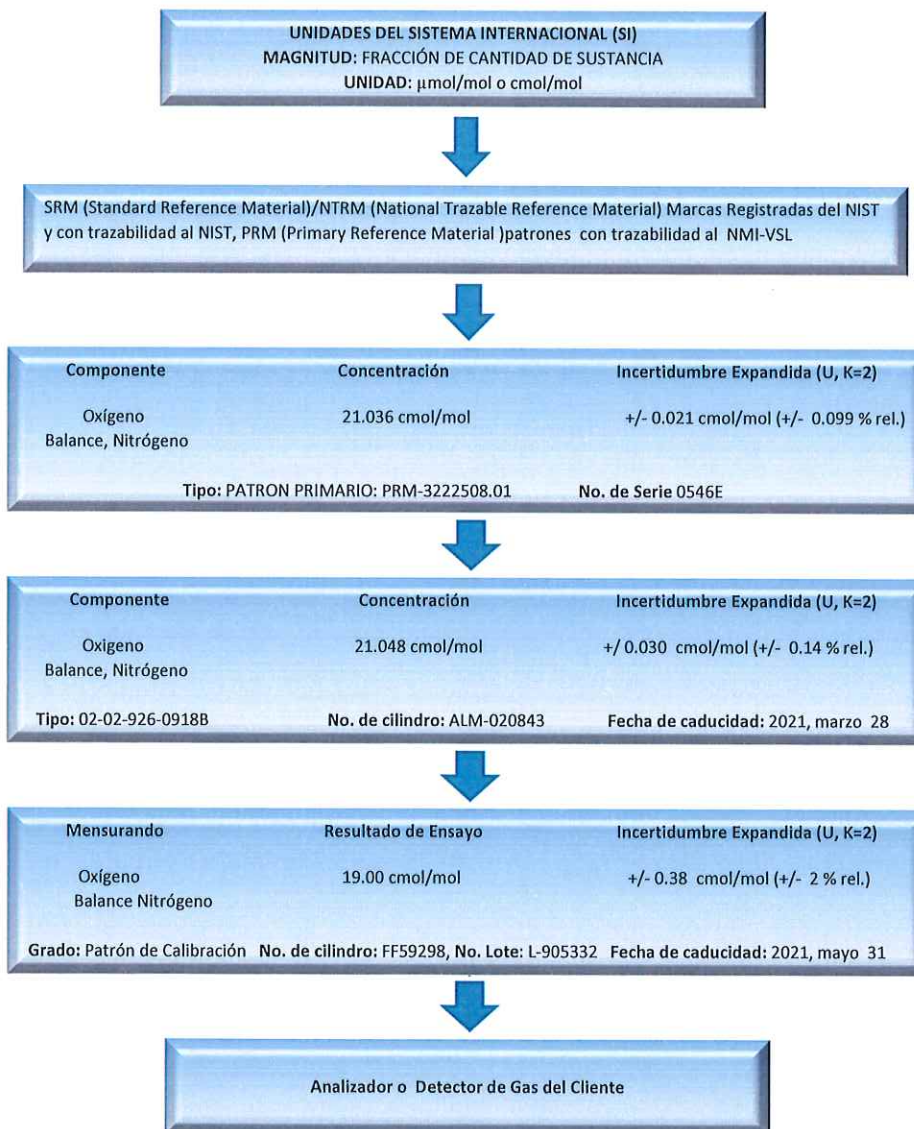 UNIDADES DEL SISTEMA INTERNACIONAL (SI)
MAGNITUD: FRACCIÓN DE CANTIDAD DE SUSTANCIA
UNIDAD: µmol/mol o cmol/mol
SRM (Standard Reference Material)/NTRM (National Trazable Reference Material) Marcas Registradas del NIST
y con trazabilidad al NIST, PRM (Primary Reference Material )patrones con trazabilidad al NMI-VSL
Componente Concentración Incertidumbre Expandida (U, K=2)
Oxígeno 21.036 cmol/mol +/- 0.021 cmol/mol (+/- 0.099 % rel.)
Balance, Nitrógeno
Tipo: PATRON PRIMARIO: PRM-3222508.01 No. de Serie 0546E
Componente Concentración Incertidumbre Expandida (U, K=2)
Oxigeno 21.048 cmol/mol +/ 0.030 cmol/mol (+/- 0.14 % rel.)
Balance, Nitrógeno
Tipo: 02-02-926-0918B No. de cilindro: ALM-020843 Fecha de caducidad: 2021, marzo 28
Mensurando Resultado de Ensayo Incertidumbre Expandida (U, K=2)
Oxígeno 19.00 cmol/mol +/- 0.38 cmol/mol (+/- 2 % rel.)
Balance Nitrógeno
Grado: Patrón de Calibración No. de cilindro: FF59298, No. Lote: L-905332 Fecha de caducidad: 2021, mayo 31
Analizador o Detector de Gas del Cliente